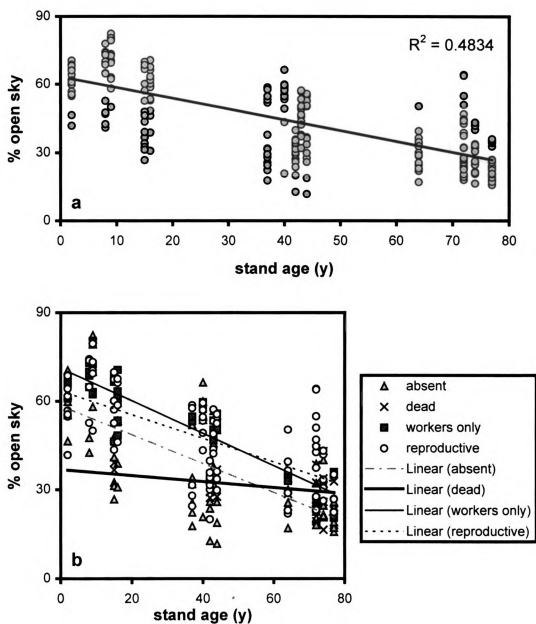 90
R² = 0.4834
60
% open sky
30
a
0
0 10 20 30 40 50 60 70 80
stand age (y)
90
60
% open sky
30
b
0
0 20 40 60 80
stand age (y)
absent
dead
workers only
reproductive
Linear (absent)
Linear (dead)
Linear (workers only)
Linear (reproductive)